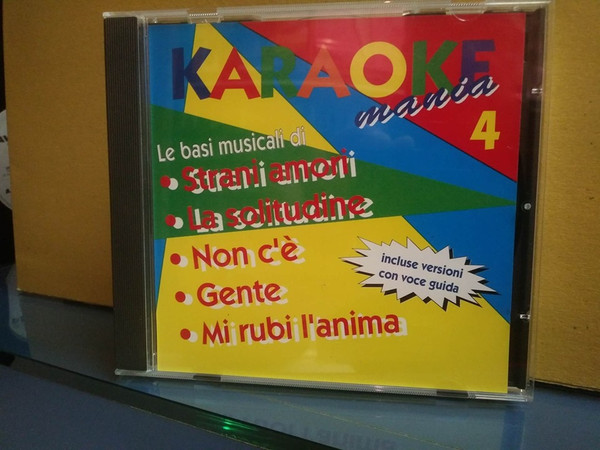 KARAOKE
mania
4
Le basi musicali di
• Strani amori
• La solitudine
• Non c'è
• Gente
• Mi rubi l'anima
incluse versioni
con voce guida